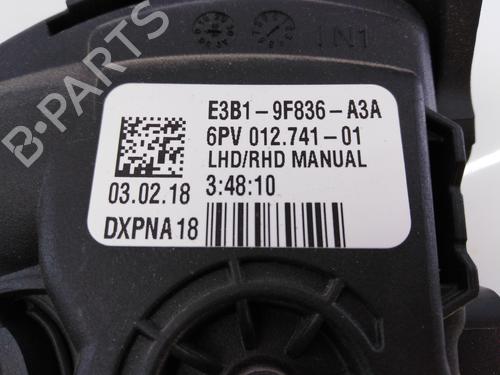 IN1
E3B1-9F836-A3A
6PV 012.741-01
LHD/RHD MANUAL
03.02.18 3:48:10
DXPNA18
B-PARTS